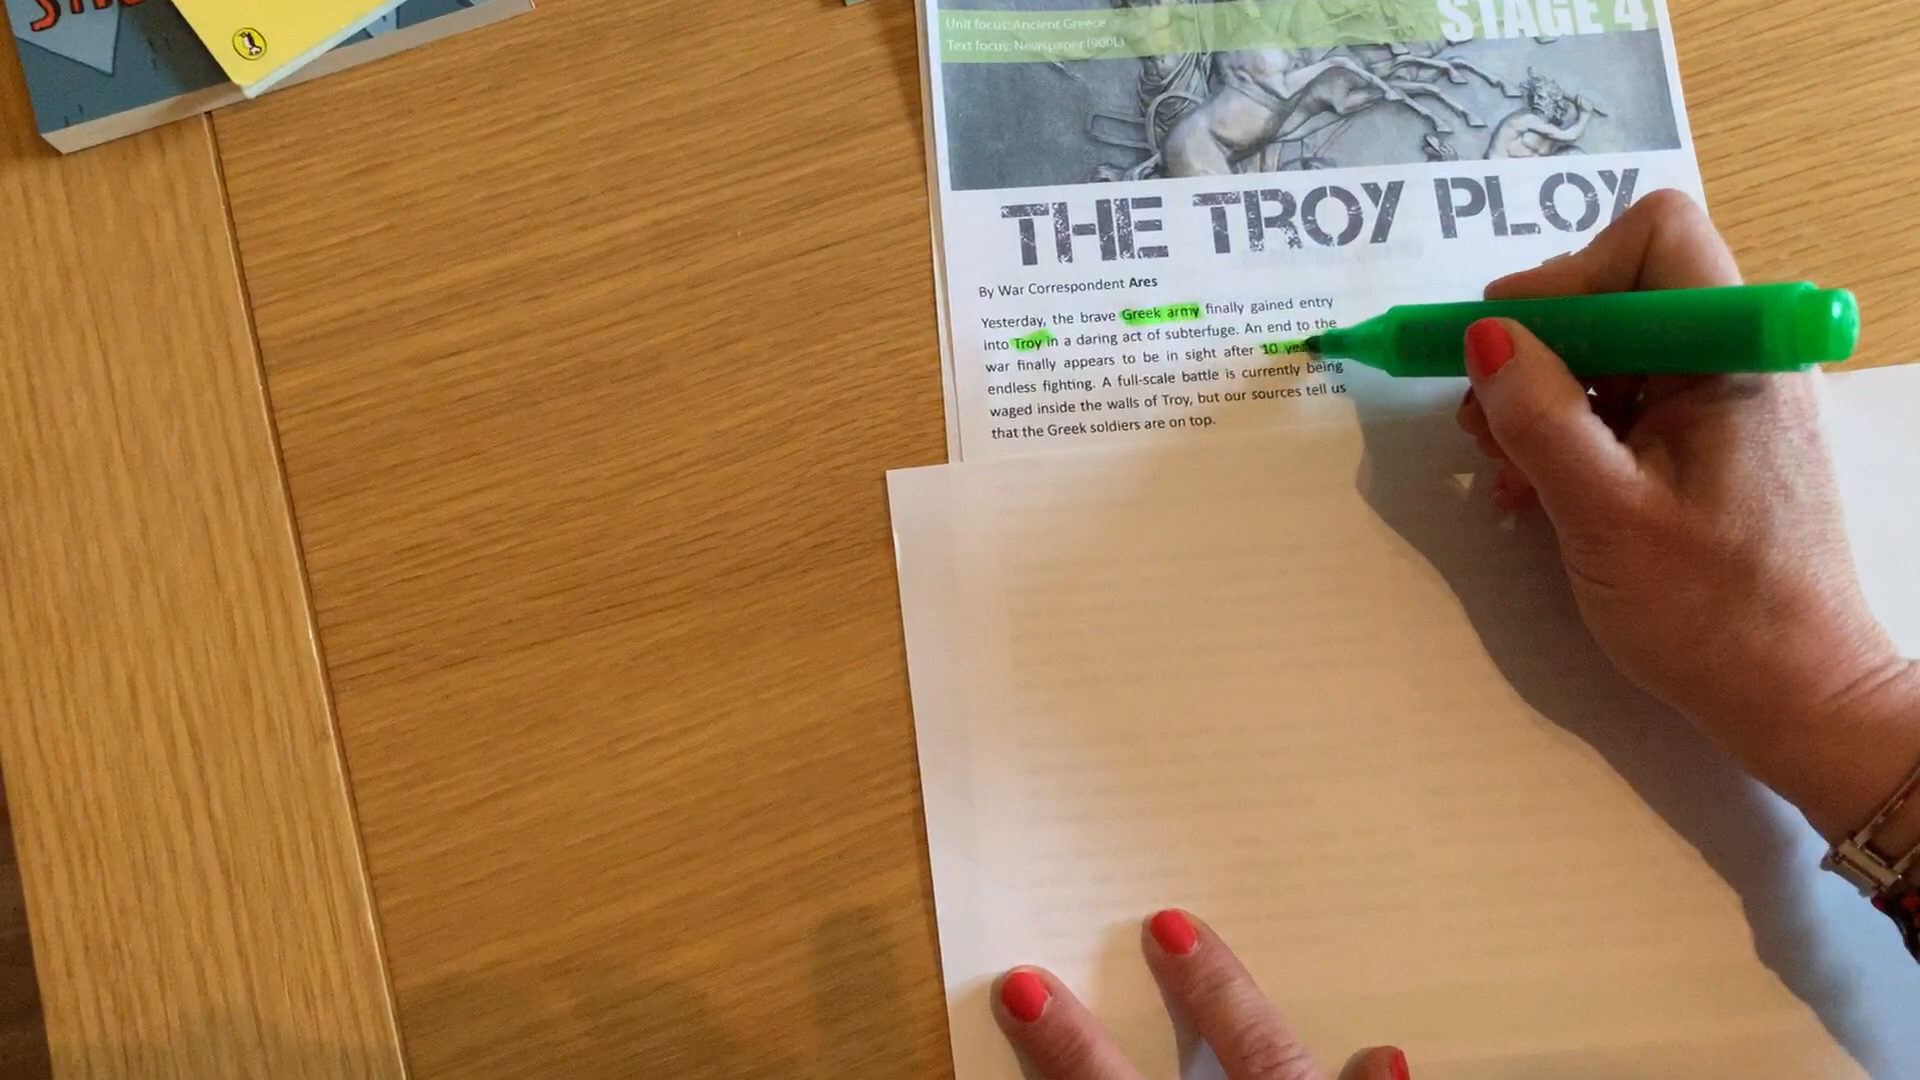 STAGE 4
Unit focus: Ancient Greece
Text focus: Newspaper (900L)
THE TROY PLOY
By War Correspondent Ares
Yesterday, the brave Greek army finally gained entry
into Troy in a daring act of subterfuge. An end to the
war finally appears to be in sight after 10
endless fighting. A full-scale battle is currently being
waged inside the walls of Troy, but our sources tell us
that the Greek soldiers are on top.